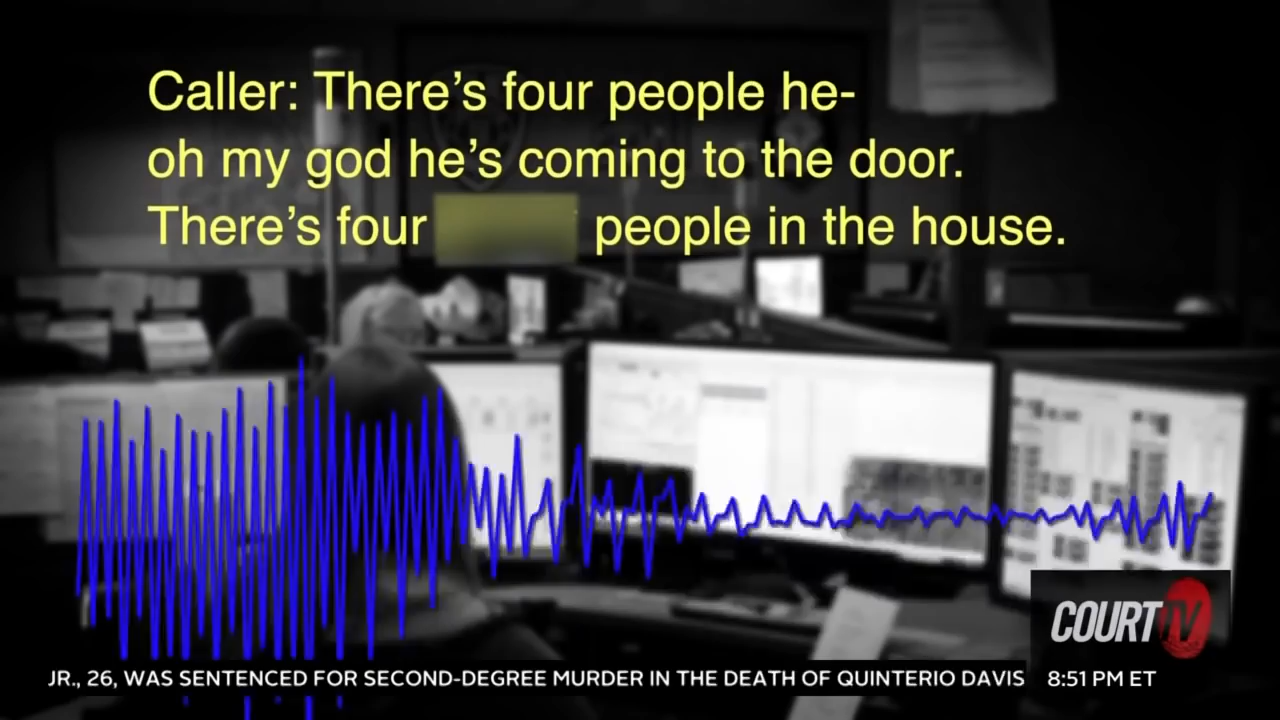 Caller: There's four people he-
oh my god he's coming to the door.
There's four people in the house.
COURT TV
JR., 26, WAS SENTENCED FOR SECOND-DEGREE MURDER IN THE DEATH OF QUINTERIO DAVIS
8:51 PM ET